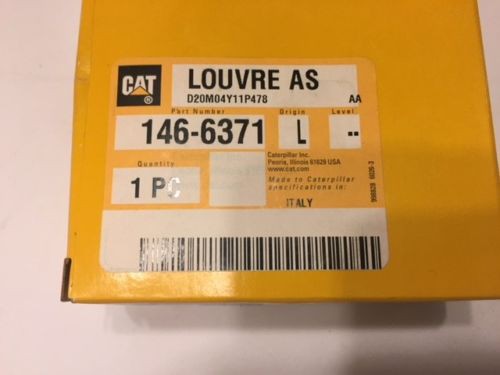 CAT®
LOUVRE AS
D20M04Y11P478 AA
Part Number Origin Level
146-6371 L --
Quantity
1 PC
Caterpillar Inc.
Peoria, Illinois 61629 USA
www.cat.com
Made to Caterpillar
specifications in:
ITALY